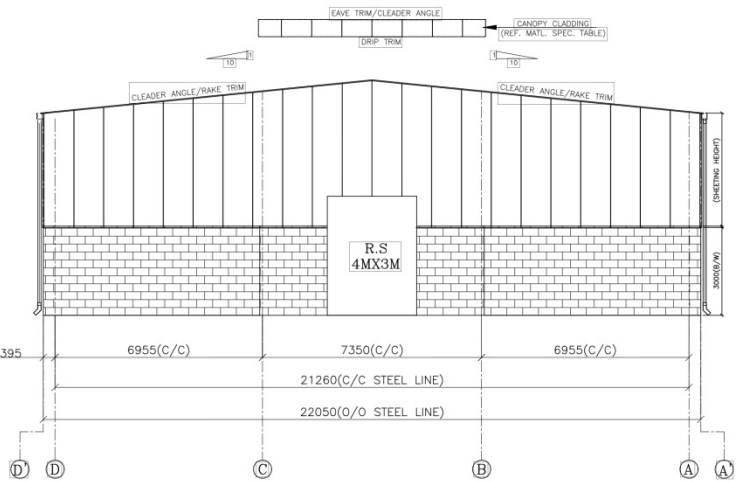 EAVE TRIM/CLEADER ANGLE
CANOPY CLADDING
(REF. MATL. SPEC. TABLE)
DRIP TRIM
1
10
1
10
CLEADER ANGLE/RAKE TRIM
CLEADER ANGLE/RAKE TRIM
(SHEETING HEIGHT)
R.S
4MX3M
3000(B/W)
395
6955(C/C)
7350(C/C)
6955(C/C)
21260(C/C STEEL LINE)
22050(O/O STEEL LINE)
D'
D
C
B
A
A'